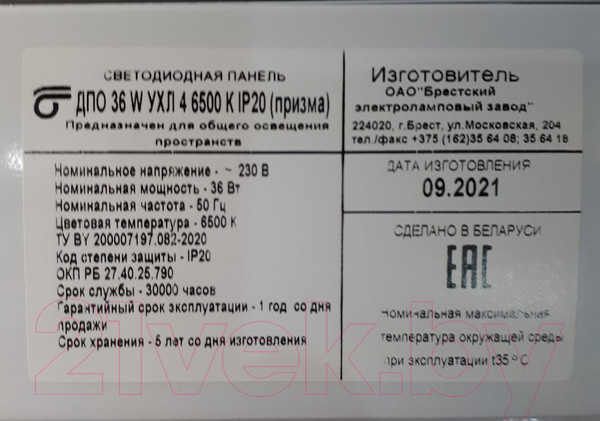 СВЕТОДИОДНАЯ ПАНЕЛЬ
ДПО 36 W УХЛ 4 6500 К IP20 (призма)
Предназначен для общего освещения
пространств
Номинальное напряжение - ~ 230 В
Номинальная мощность - 36 Вт
Номинальная частота - 50 Гц
Цветовая температура - 6500 К
ТУ BY 200007197.082-2020
Код степени защиты - IP20
ОКП РБ 27.40.25.790
Срок службы - 30000 часов
Гарантийный срок эксплуатации - 1 год со дня
продажи
Срок хранения - 5 лет со дня изготовления
Изготовитель
ОАО"Брестский
электроламповый завод"
224020, г.Брест, ул.Московская, 204
тел./факс +375 (162)35 64 08; 35 64 18
ДАТА ИЗГОТОВЛЕНИЯ
09.2021
СДЕЛАНО В БЕЛАРУСИ
EAC
Номинальная максимальная
температура окружающей среды
при эксплуатации t35°C
21vek.by